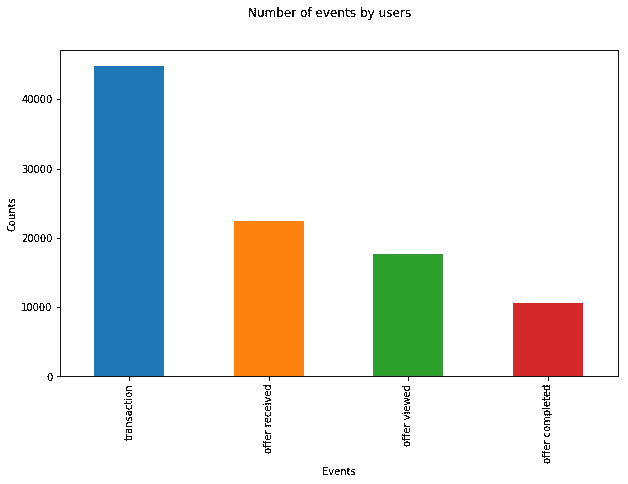 Number of events by users
40000
30000
20000
10000
0
Counts
transaction
offer received
offer viewed
offer completed
Events